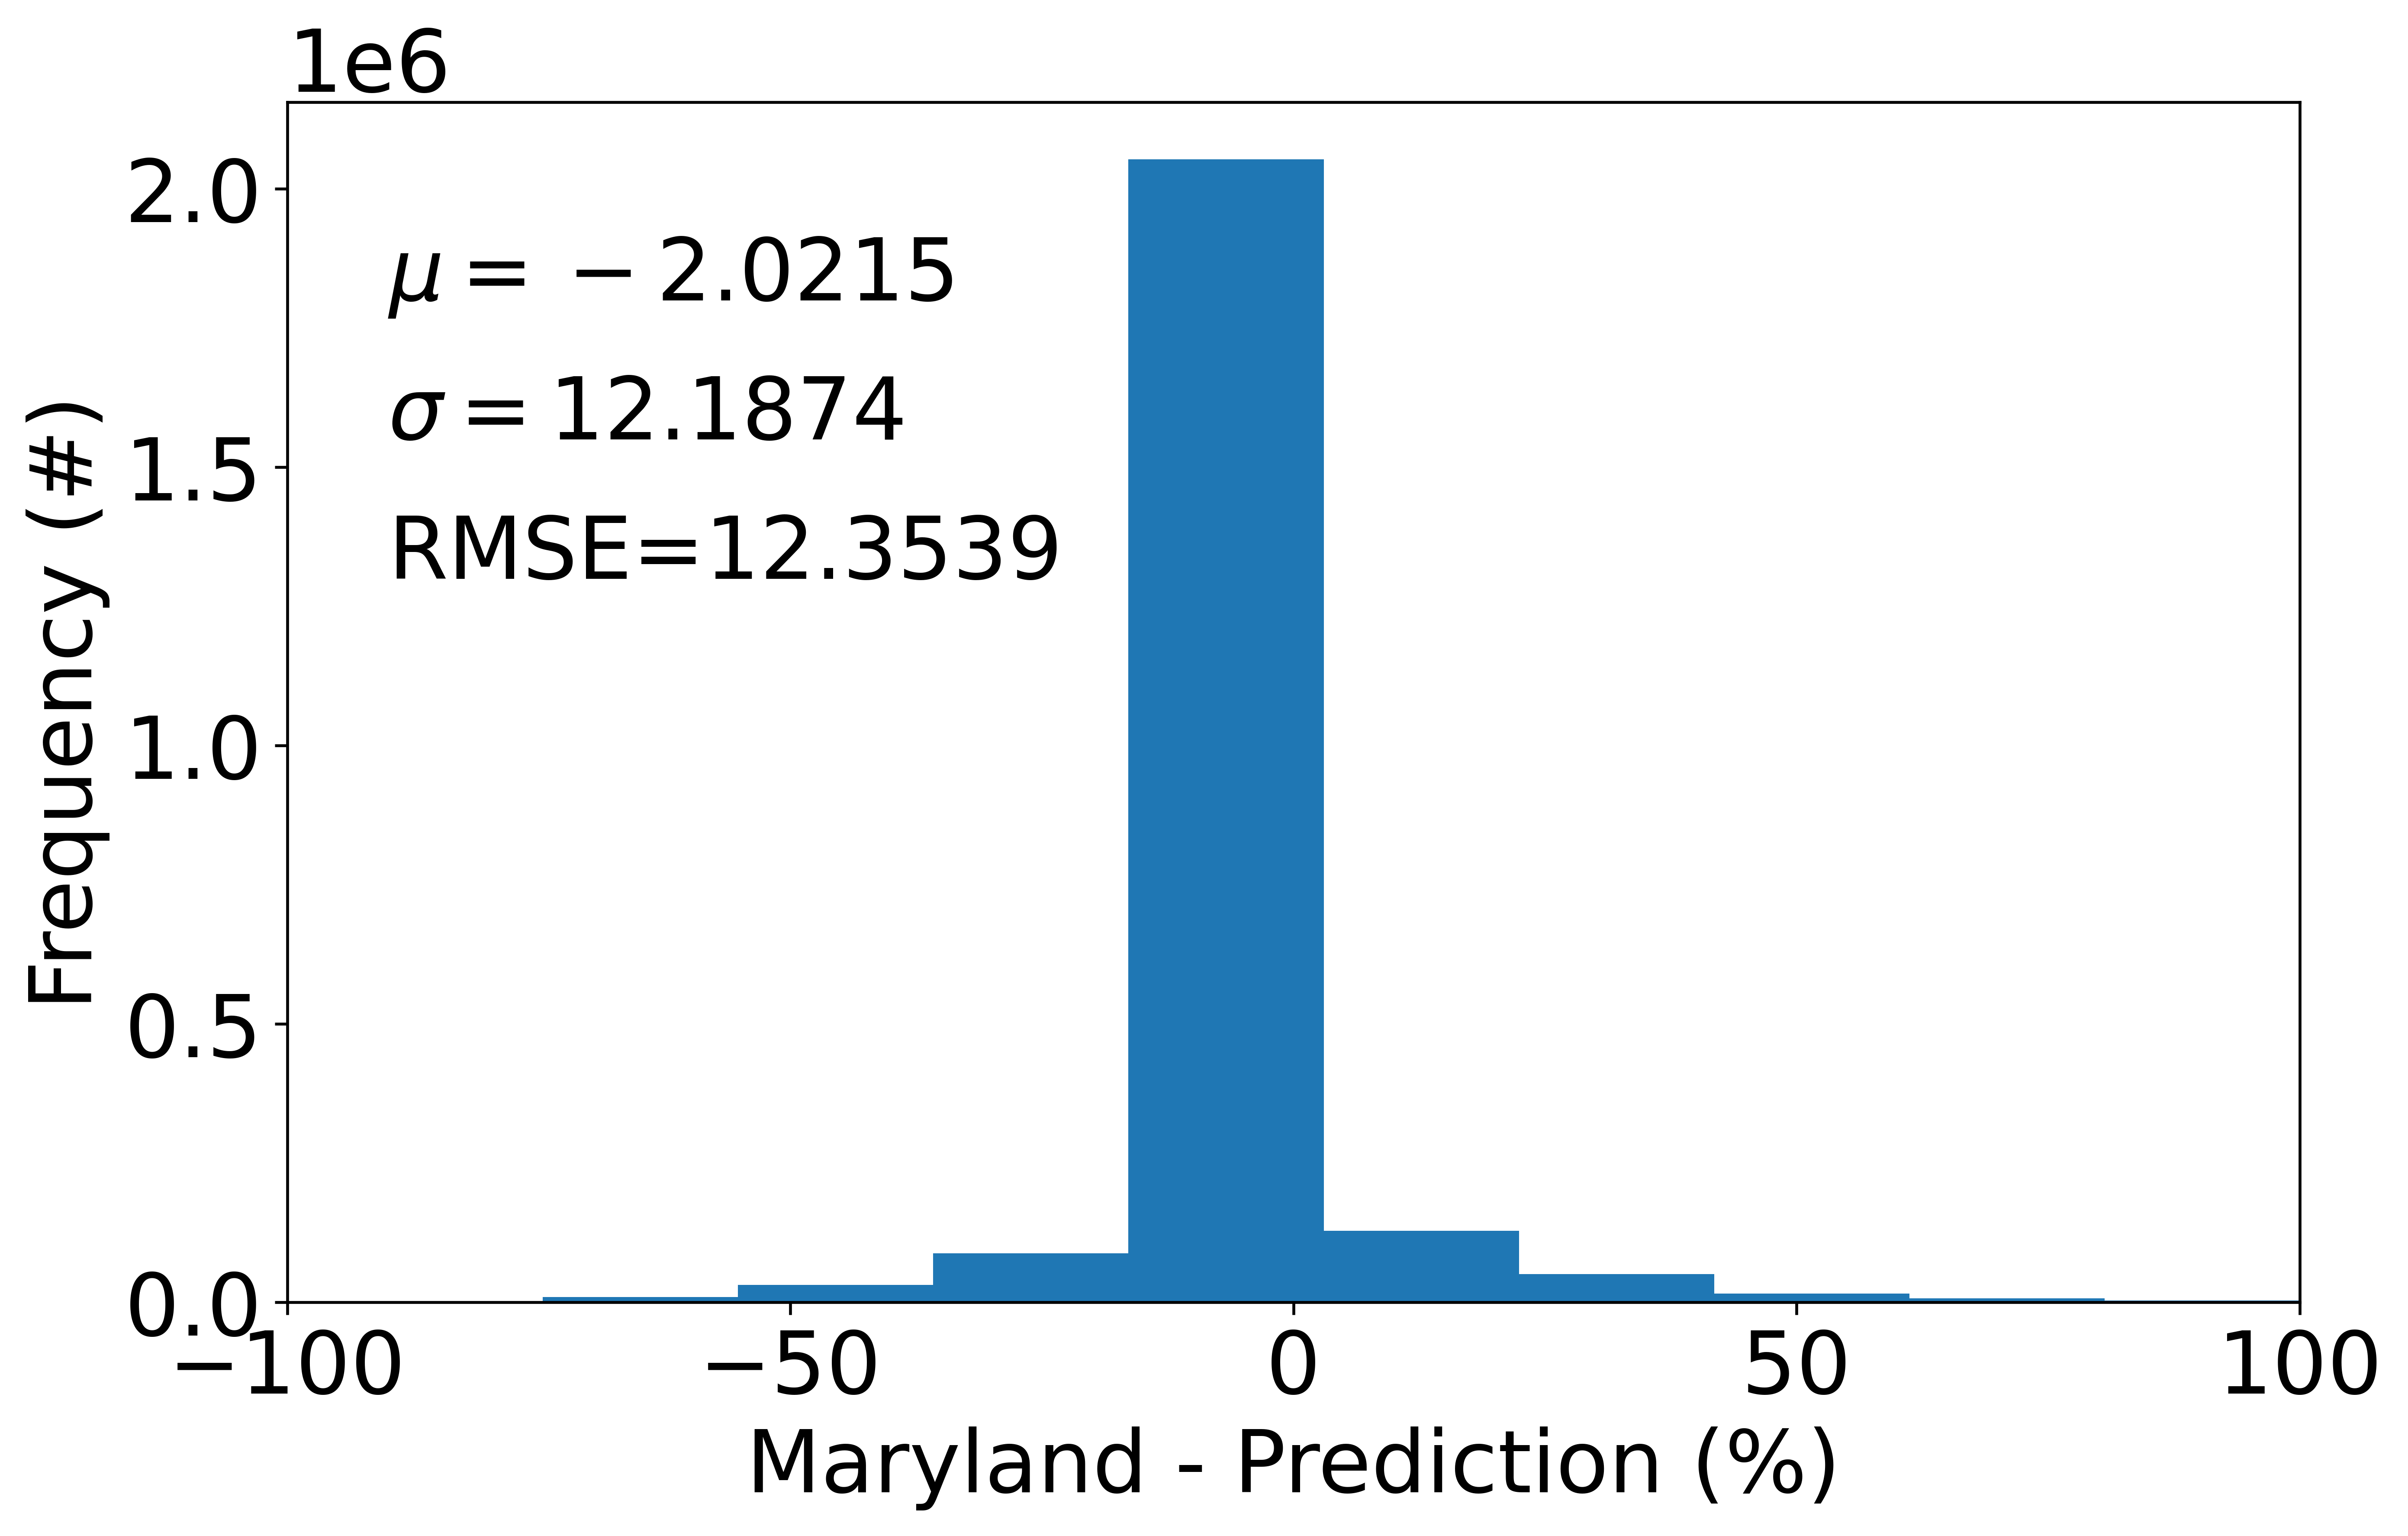 1e6
2.0
1.5
1.0
0.5
0.0
Frequency (#)
μ = −2.0215
σ = 12.1874
RMSE=12.3539
−100 −50 0 50 100
Maryland - Prediction (%)